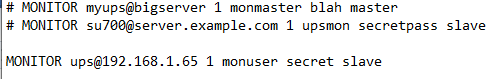 # MONITOR myups@bigserver 1 monmaster blah master
# MONITOR su700@server.example.com 1 upsmon secretpass slave
MONITOR ups@192.168.1.65 1 monuser secret slave